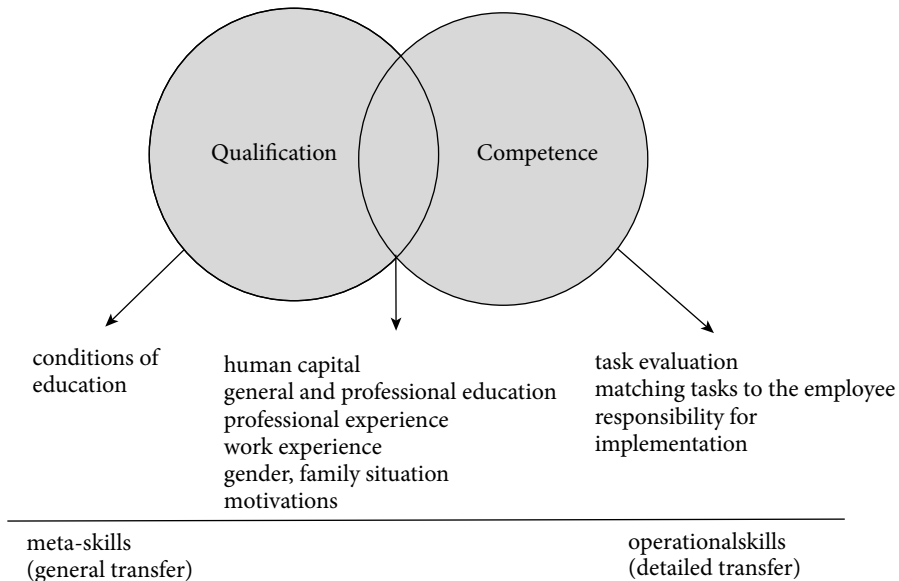 Qualification
Competence
conditions of
education
human capital
general and professional education
professional experience
work experience
gender, family situation
motivations
task evaluation
matching tasks to the employee
responsibility for
implementation
meta-skills
(general transfer)
operationalskills
(detailed transfer)